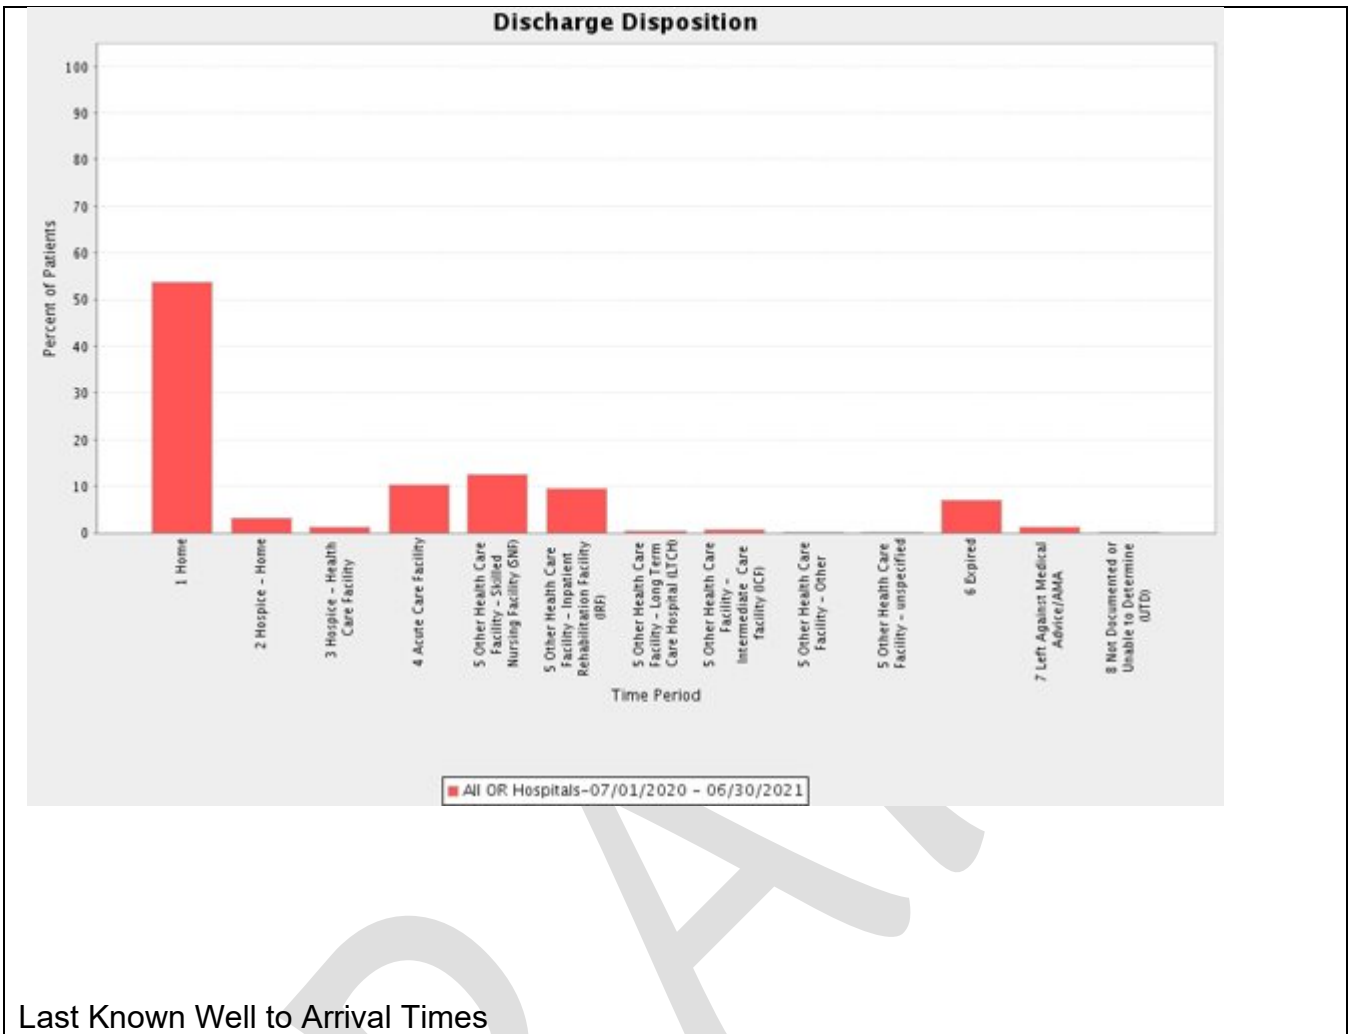 Discharge Disposition
Percent of Patients
100
90
80
70
60
50
40
30
20
10
0
1 Home
2 Hospice – Home
3 Hospice – Health
Care Facility
4 Acute Care Facility
5 Other Health Care
Facility – Skilled
Nursing Facility (SNF)
5 Other Health Care
Facility – Inpatient
Rehabilitation Facility
(IRF)
5 Other Health Care
Facility – Long Term
Care Hospital (LTCH)
5 Other Health Care
Facility –
Intermediate Care
facility (ICF)
5 Other Health Care
Facility – Other
5 Other Health Care
Facility – unspecified
6 Expired
7 Left Against Medical
Advice/AMA
8 Not Documented or
Unable to Determine
(UTD)
Time Period
All OR Hospitals–07/01/2020 – 06/30/2021
Last Known Well to Arrival Times